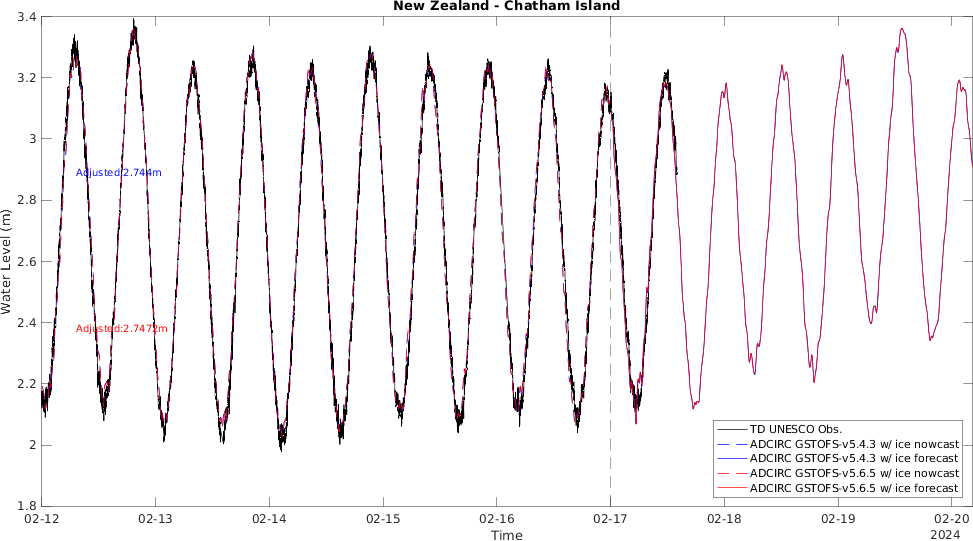 New Zealand - Chatham Island
3.4
3.2
3
2.8
2.6
2.4
2.2
2
1.8
Water Level (m)
Adjusted:2.744m
Adjusted:2.7472m
TD UNESCO Obs.
ADCIRC GSTOFS-v5.4.3 w/ ice nowcast
ADCIRC GSTOFS-v5.4.3 w/ ice forecast
ADCIRC GSTOFS-v5.6.5 w/ ice nowcast
ADCIRC GSTOFS-v5.6.5 w/ ice forecast
02-12 02-13 02-14 02-15 02-16 02-17 02-18 02-19 02-20
Time
2024